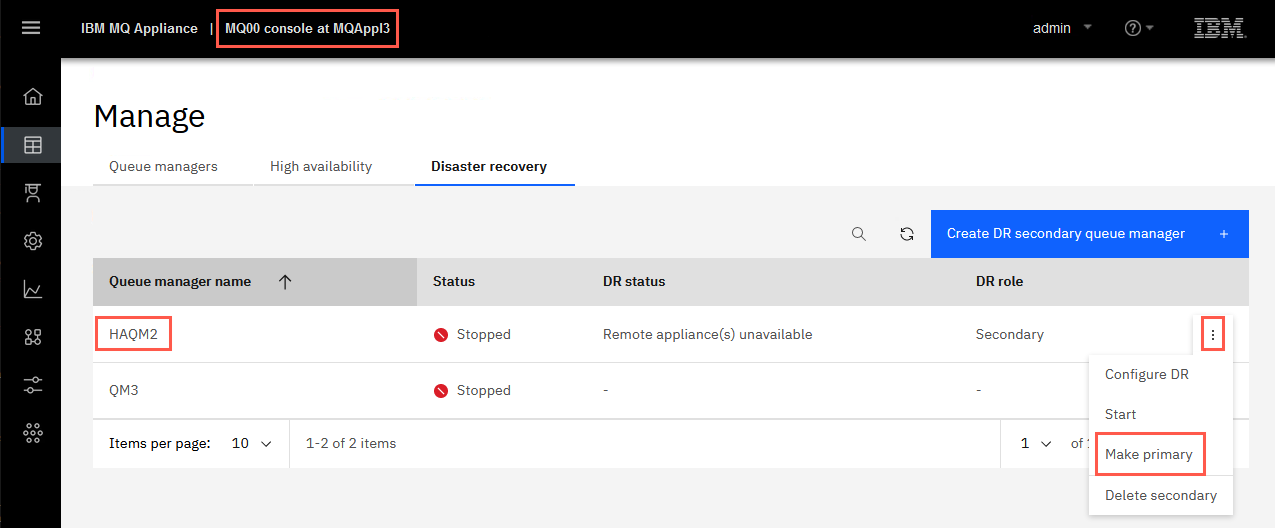 IBM MQ Appliance | MQ00 console at MQAppl3
admin
IBM
Manage
Queue managers High availability Disaster recovery
Create DR secondary queue manager +
Queue manager name Status DR status DR role
HAQM2 Stopped Remote appliance(s) unavailable Secondary
Configure DR
QM3 Stopped - -
Start
Items per page: 10 1-2 of 2 items 1 of
Make primary
Delete secondary